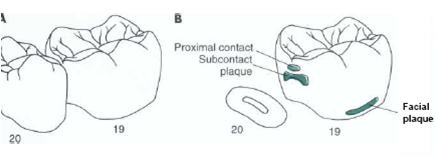 A
B
Proximal contact
Subcontact
plaque
Facial
plaque
20
19
20
19